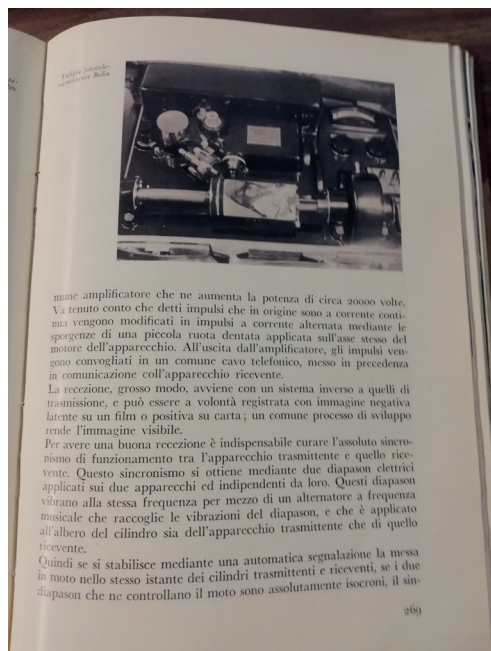 Valigia fototele-
trasmittente Belin
mune amplificatore che ne aumenta la potenza di circa 20000 volte.
Va tenuto conto che detti impulsi che in origine sono a corrente conti-
nua vengono modificati in impulsi a corrente alternata mediante le
sporgenze di una piccola ruota dentata applicata sull'asse stesso del
motore dell'apparecchio. All'uscita dall'amplificatore, gli impulsi ven-
gono convogliati in un comune cavo telefonico, messo in precedenza
in comunicazione coll'apparecchio ricevente.
La recezione, grosso modo, avviene con un sistema inverso a quelli di
trasmissione, e può essere a volontà registrata con immagine negativa
latente su un film o positiva su carta; un comune processo di sviluppo
rende l'immagine visibile.
Per avere una buona recezione è indispensabile curare l'assoluto sincro-
nismo di funzionamento tra l'apparecchio trasmittente e quello rice-
vente. Questo sincronismo si ottiene mediante due diapason elettrici
applicati sui due apparecchi ed indipendenti da loro. Questi diapason
vibrano alla stessa frequenza per mezzo di un alternatore a frequenza
musicale che raccoglie le vibrazioni del diapason, e che è applicato
all'albero del cilindro sia dell'apparecchio trasmittente che di quello
ricevente.
Quindi se si stabilisce mediante una automatica segnalazione la messa
in moto nello stesso istante dei cilindri trasmittenti e riceventi, se i due
diapason che ne controllano il moto sono assolutamente isocroni, il sin-
269